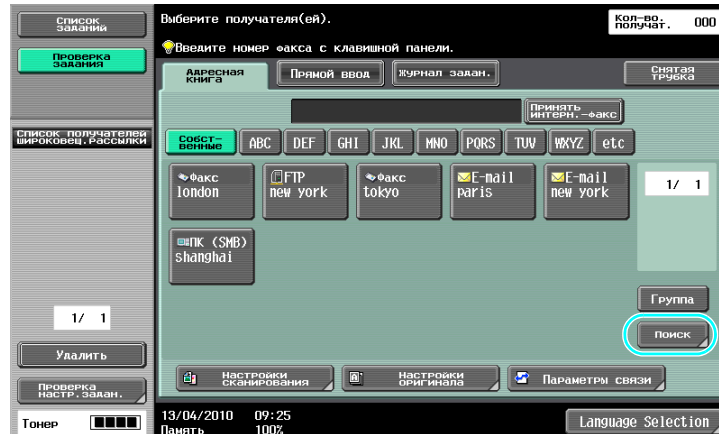 Список
заданий
Проверка
задания
Список получателей
широковещ.рассылки
1/ 1
Удалить
Проверка
настр.задан.
Тонер
Выберите получателя(ей).
Кол-во.
получат. 000
Введите номер факса с клавишной панели.
Адресная
книга
Прямой ввод
Журнал задан.
Снятая
трубка
Принять
интерн.-факс
Собст-
венные
ABC DEF GHI JKL MNO PQRS TUV WXYZ etc
Факс
london
FTP
new york
Факс
tokyo
E-mail
paris
E-mail
new york
1/ 1
ПК (SMB)
shanghai
Группа
Поиск
Настройки
сканирования
Настройки
оригинала
Параметры связи
13/04/2010 09:25
Память 100%
Language Selection